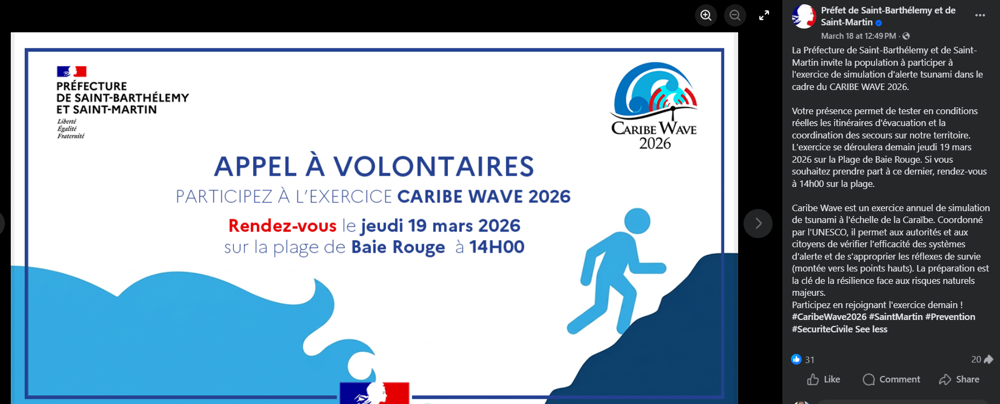 PRÉFECTURE
DE SAINT-BARTHÉLEMY
ET SAINT-MARTIN
Liberté
Égalité
Fraternité
CARIBE WAVE
2026
APPEL À VOLONTAIRES
PARTICIPEZ À L'EXERCICE CARIBE WAVE 2026
Rendez-vous le jeudi 19 mars 2026
sur la plage de Baie Rouge à 14H00
Préfet de Saint-Barthélemy et de
Saint-Martin
March 18 at 12:49 PM ·
La Préfecture de Saint-Barthélemy et de Saint-
Martin invite la population à participer à
l'exercice de simulation d'alerte tsunami dans le
cadre du CARIBE WAVE 2026.
Votre présence permet de tester en conditions
réelles les itinéraires d'évacuation et la
coordination des secours sur notre territoire.
L'exercice se déroulera demain jeudi 19 mars
2026 sur la Plage de Baie Rouge. Si vous
souhaitez prendre part à ce dernier, rendez-vous
à 14h00 sur la plage.
Caribe Wave est un exercice annuel de simulation
de tsunami à l'échelle de la Caraïbe. Coordonné
par l'UNESCO, il permet aux autorités et aux
citoyens de vérifier l'efficacité des systèmes
d'alerte et de s'approprier les réflexes de survie
(montée vers les points hauts). La préparation est
la clé de la résilience face aux risques naturels
majeurs.
Participez en rejoignant l'exercice demain !
#CaribeWave2026 #SaintMartin #Prevention
#SecuriteCivile See less
31
20
Like
Comment
Share